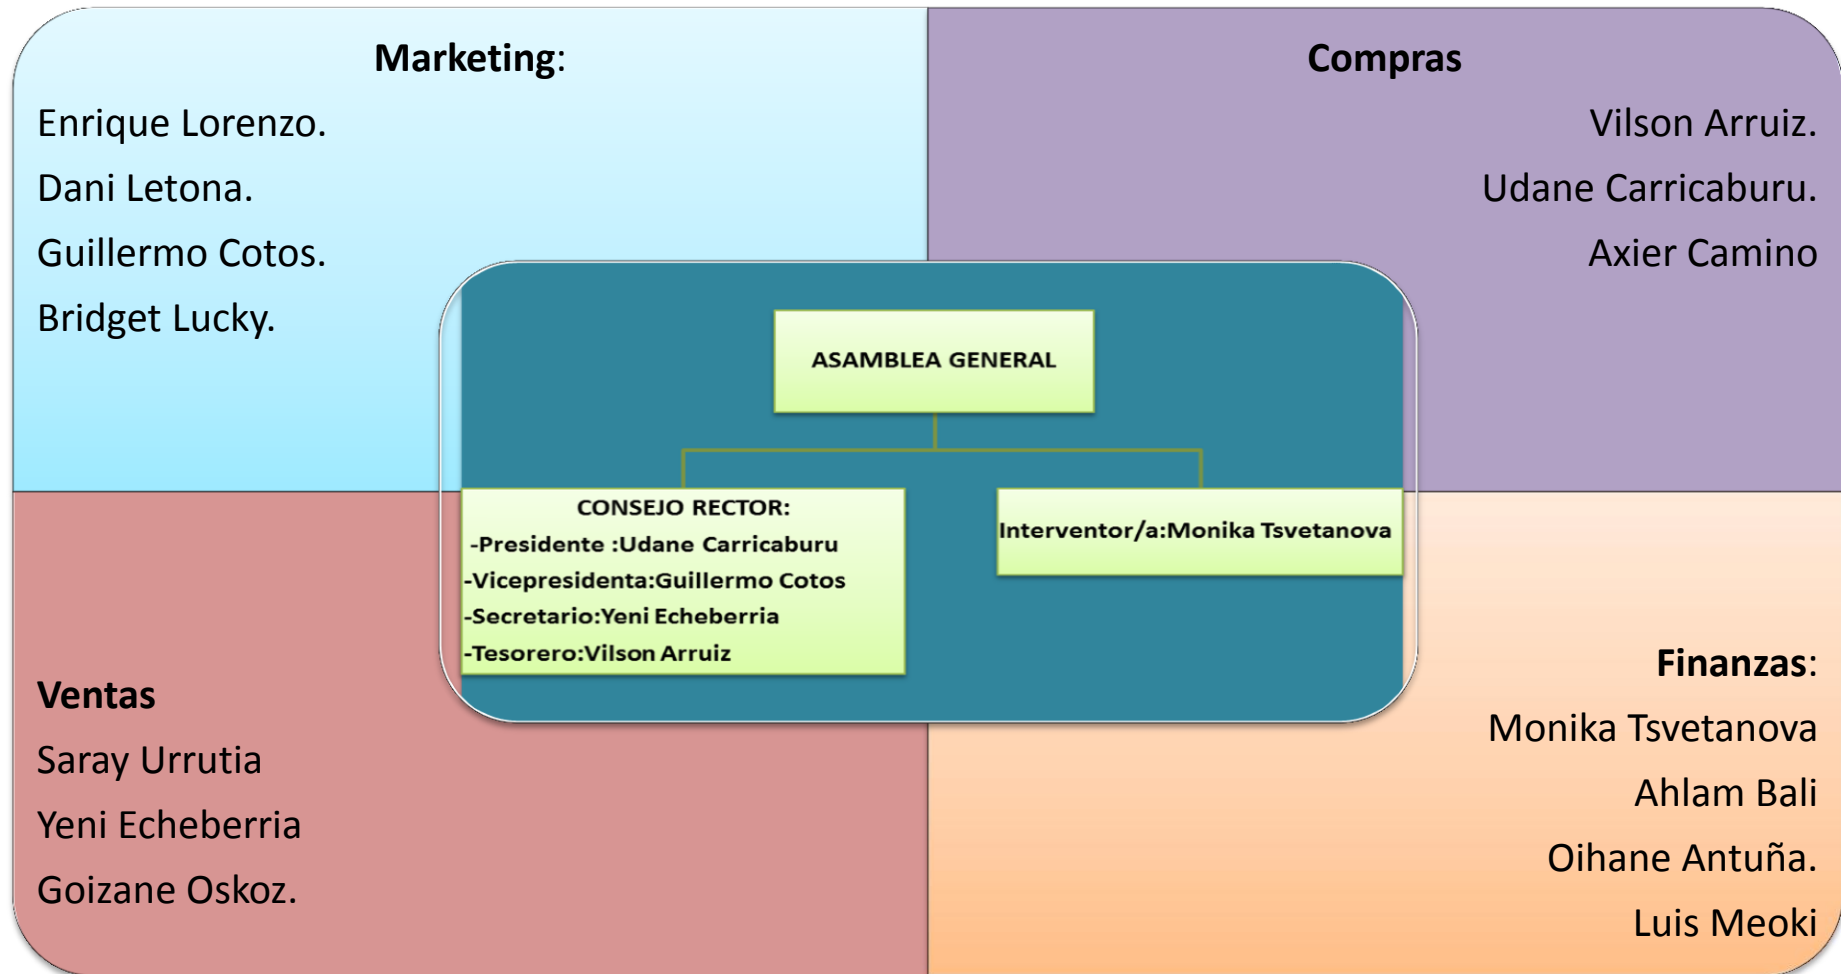 Marketing:
Enrique Lorenzo.
Dani Letona.
Guillermo Cotos.
Bridget Lucky.
Compras
Vilson Arruiz.
Udane Carricaburu.
Axier Camino
ASAMBLEA GENERAL
CONSEJO RECTOR:
-Presidente :Udane Carricaburu
-Vicepresidenta:Guillermo Cotos
-Secretario:Yeni Echeberria
-Tesorero:Vilson Arruiz
Interventor/a:Monika Tsvetanova
Ventas
Saray Urrutia
Yeni Echeberria
Goizane Oskoz.
Finanzas:
Monika Tsvetanova
Ahlam Bali
Oihane Antuña.
Luis Meoki